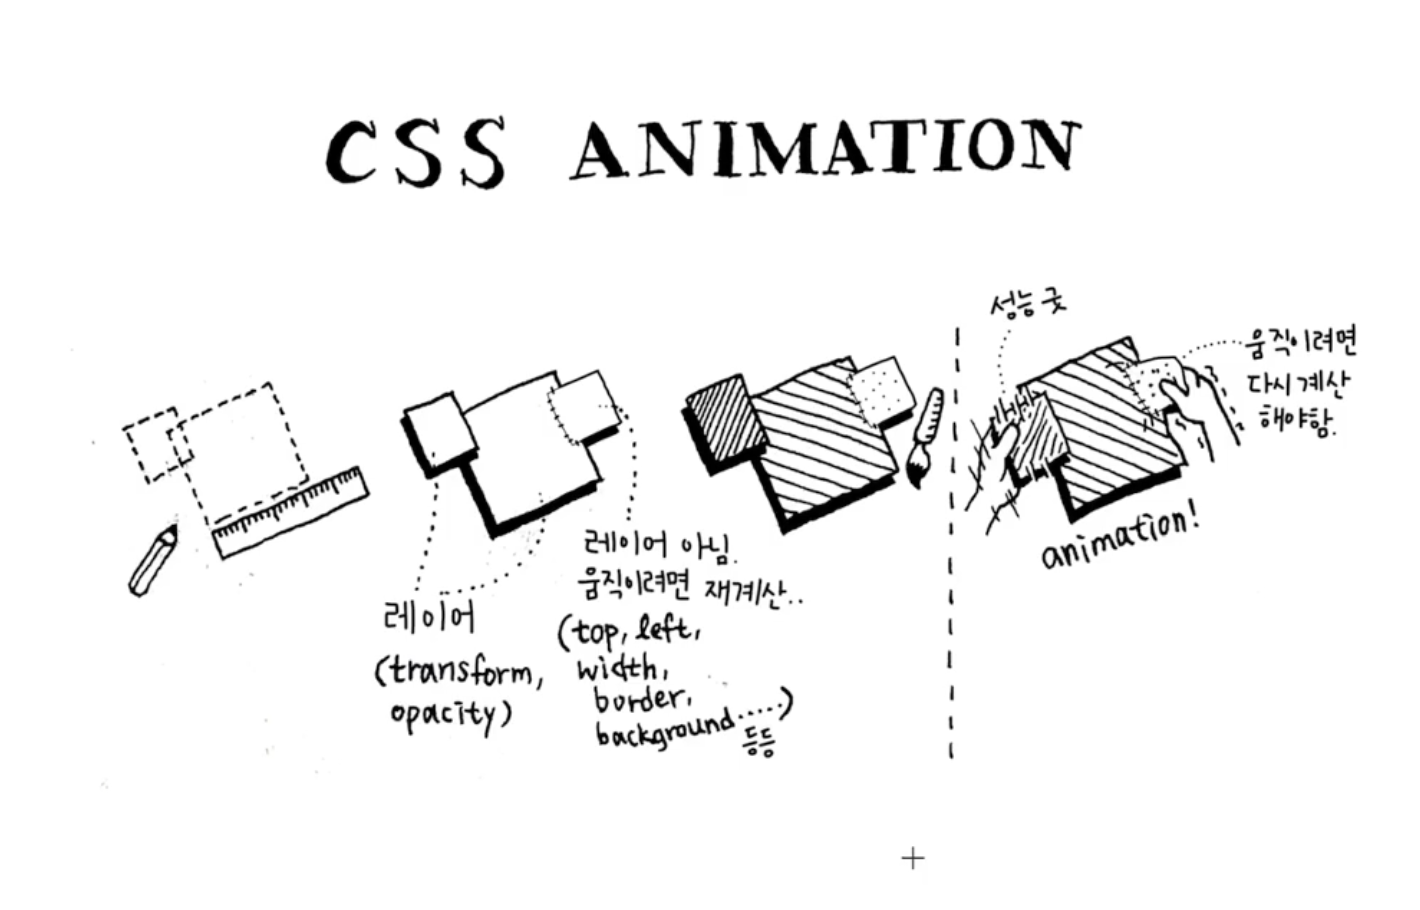 CSS ANIMATION
성능 굿
움직이려면
다시 계산
해야함.
animation!
레이어 아님.
움직이려면 재계산..
(top, left,
width,
border,
background.....)
등등
레이어
(transform,
opacity)